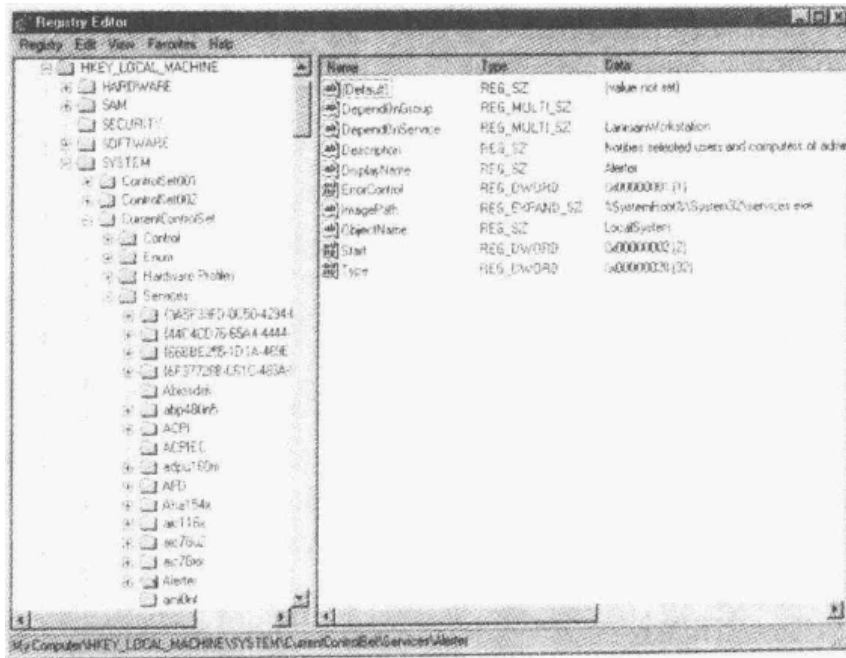 Registry Editor
Registry Edit View Favorites Help
HKEY_LOCAL_MACHINE
HARDWARE
SAM
SECURITY
SOFTWARE
SYSTEM
ControlSet001
ControlSet002
CurrentControlSet
Control
Enum
Hardware Profiles
Services
Abiosdsk
abp480n5
ACPI
ACPIEC
adpu160m
AFD
Aha154x
aic116x
aic78u2
aic78xx
Alerter
ami0nt
Name Type Data
(Default) REG_SZ (value not set)
DependOnGroup REG_MULTI_SZ
DependOnService REG_MULTI_SZ LanmanWorkstation
Description REG_SZ Notifies selected users and computers of admi
DisplayName REG_SZ Alerter
ErrorControl REG_DWORD 0x00000001 (1)
ImagePath REG_EXPAND_SZ %SystemRoot%\System32\services.exe
ObjectName REG_SZ LocalSystem
Start REG_DWORD 0x00000002 (2)
Type REG_DWORD 0x00000020 (32)
My Computer\HKEY_LOCAL_MACHINE\SYSTEM\CurrentControlSet\Services\Alerter